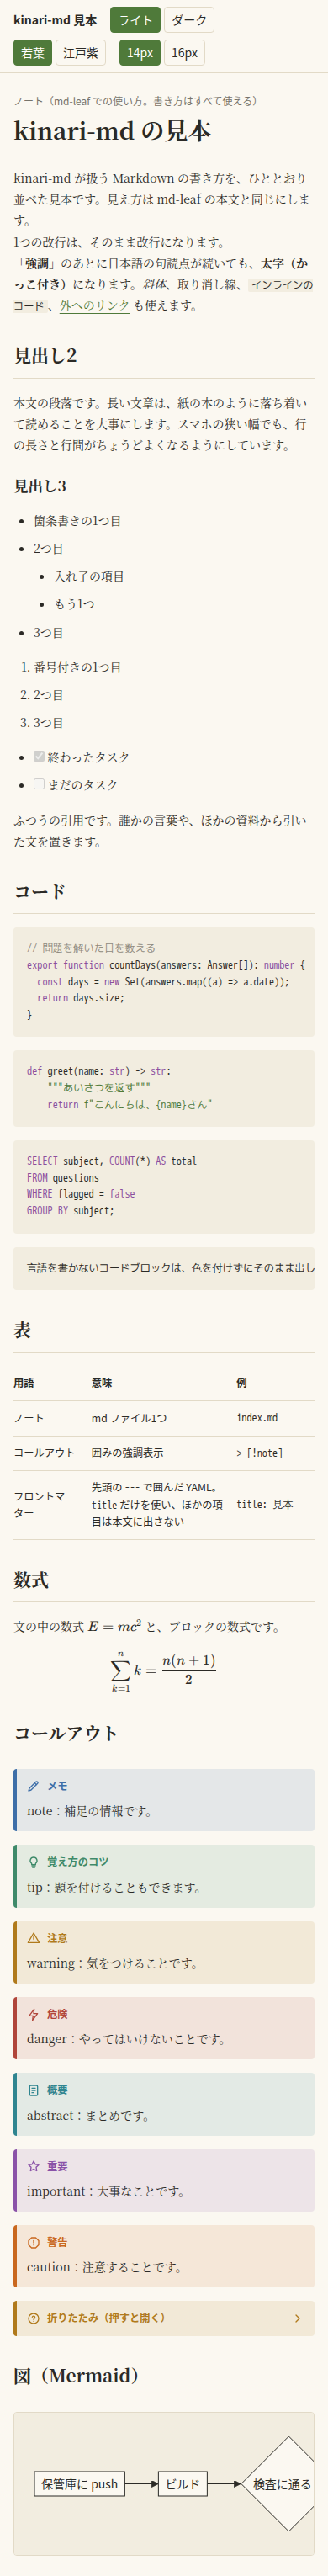 kinari-md 見本 ライト ダーク
若葉 江戸紫 14px 16px
ノート（md-leaf での使い方。書き方はすべて使える）
kinari-md の見本
kinari-md が扱う Markdown の書き方を、ひととおり
並べた見本です。見え方は md-leaf の本文と同じにしま
す。
1つの改行は、そのまま改行になります。
「強調」のあとに日本語の句読点が続いても、太字（か
っこ付き）になります。斜体、取り消し線、インラインの
コード、外へのリンク も使えます。
見出し2
本文の段落です。長い文章は、紙の本のように落ち着い
て読めることを大事にします。スマホの狭い幅でも、行
の長さと行間がちょうどよくなるようにしています。
見出し3
• 箇条書きの1つ目
• 2つ目
• 入れ子の項目
• もう1つ
• 3つ目
1. 番号付きの1つ目
2. 2つ目
3. 3つ目
• 終わったタスク
• まだのタスク
ふつうの引用です。誰かの言葉や、ほかの資料から引い
た文を置きます。
コード
// 問題を解いた日を数える
export function countDays(answers: Answer[]): number {
const days = new Set(answers.map((a) => a.date));
return days.size;
}
def greet(name: str) -> str:
"""あいさつを返す"""
return f"こんにちは、{name}さん"
SELECT subject, COUNT(*) AS total
FROM questions
WHERE flagged = false
GROUP BY subject;
言語を書かないコードブロックは、色を付けずにそのまま出し
表
用語 意味 例
ノート md ファイル1つ index.md
コールアウト 囲みの強調表示 > [!note]
フロントマター 先頭の --- で囲んだ YAML。
title だけを使い、ほかの項
目は本文に出さない title: 見本
数式
文の中の数式 E = mc² と、ブロックの数式です。
∑_{k=1}^{n} k = n(n + 1) / 2
コールアウト
メモ
note：補足の情報です。
覚え方のコツ
tip：題を付けることもできます。
注意
warning：気をつけることです。
危険
danger：やってはいけないことです。
概要
abstract：まとめです。
重要
important：大事なことです。
警告
caution：注意することです。
折りたたみ（押すと開く）
図（Mermaid）
保管庫に push ビルド 検査に通る